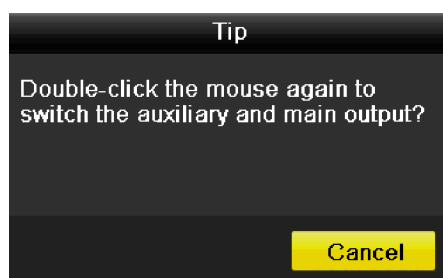 Tip
Double-click the mouse again to
switch the auxiliary and main output?
Cancel